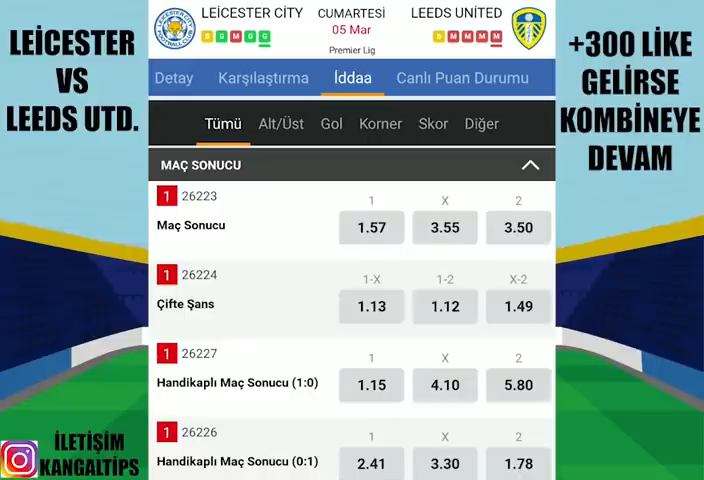 LEİCESTER
VS
LEEDS UTD.
LEİCESTER CITY
B G M G G
CUMARTESİ
05 Mar
Premier Lig
LEEDS UNITED
B M M M M
+300 LİKE
GELİRSE
KOMBİNEYE
DEVAM
Detay Karşılaştırma İddaa Canlı Puan Durumu
Tümü Alt/Üst Gol Korner Skor Diğer
MAÇ SONUCU
1 26223
Maç Sonucu
1 X 2
1.57 3.55 3.50
1 26224
Çifte Şans
1-X 1-2 X-2
1.13 1.12 1.49
1 26227
Handikaplı Maç Sonucu (1:0)
1 X 2
1.15 4.10 5.80
1 26226
Handikaplı Maç Sonucu (0:1)
1 X 2
2.41 3.30 1.78
İLETİŞİM
KANGALTİPS